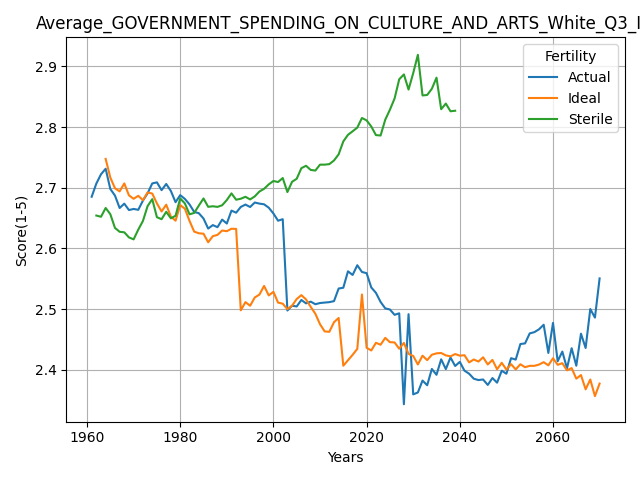 Average_GOVERNMENT_SPENDING_ON_CULTURE_AND_ARTS_White_Q3_I
Fertility
Actual
Ideal
Sterile
Score(1-5)
2.9
2.8
2.7
2.6
2.5
2.4
1960 1980 2000 2020 2040 2060
Years